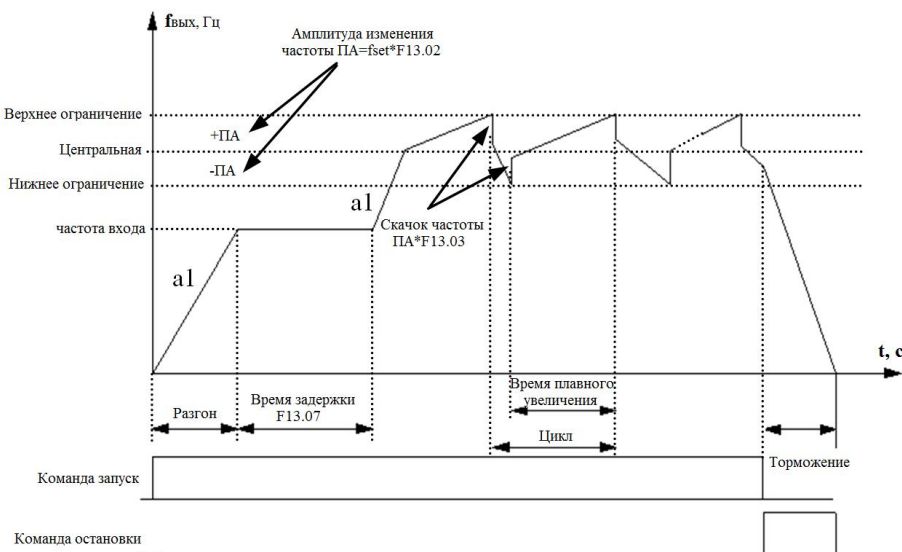 fвых, Гц
Амплитуда изменения
частоты ПА=fset*F13.02
Верхнее ограничение
+ПА
Центральная
-ПА
Нижнее ограничение
a1
Скачок частоты
ПА*F13.03
частота входа
a1
t, с
Время плавного
увеличения
Время задержки
F13.07
Разгон
Цикл
Торможение
Команда запуск
Команда остановки